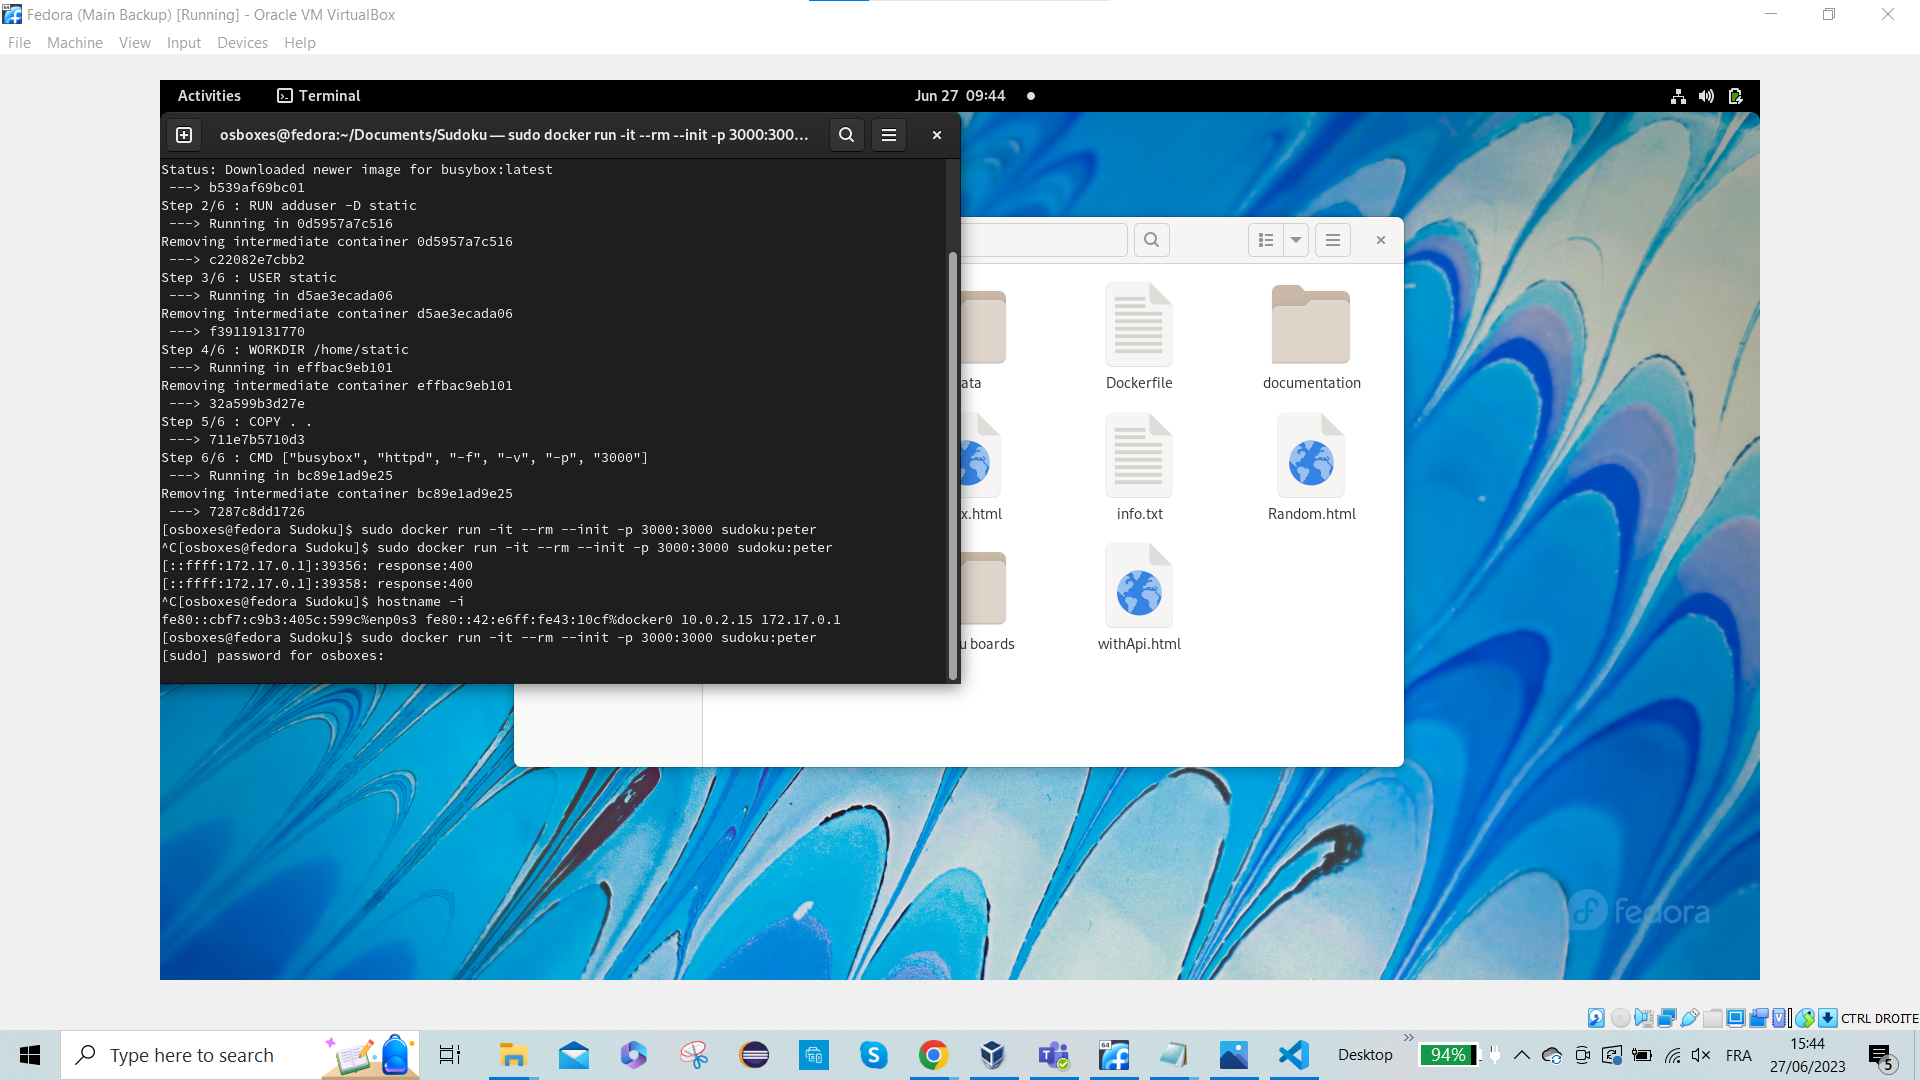 Fedora (Main Backup) [Running] - Oracle VM VirtualBox
File Machine View Input Devices Help
Activities Terminal Jun 27 09:44
osboxes@fedora:~/Documents/Sudoku — sudo docker run -it --rm --init -p 3000:300…
Status: Downloaded newer image for busybox:latest
---> b539af69bc01
Step 2/6 : RUN adduser -D static
---> Running in 0d5957a7c516
Removing intermediate container 0d5957a7c516
---> c22082e7cbb2
Step 3/6 : USER static
---> Running in d5ae3ecada06
Removing intermediate container d5ae3ecada06
---> f39119131770
Step 4/6 : WORKDIR /home/static
---> Running in effbac9eb101
Removing intermediate container effbac9eb101
---> 32a599b3d27e
Step 5/6 : COPY . .
---> 711e7b5710d3
Step 6/6 : CMD ["busybox", "httpd", "-f", "-v", "-p", "3000"]
---> Running in bc89e1ad9e25
Removing intermediate container bc89e1ad9e25
---> 7287c8dd1726
[osboxes@fedora Sudoku]$ sudo docker run -it --rm --init -p 3000:3000 sudoku:peter
^C[osboxes@fedora Sudoku]$ sudo docker run -it --rm --init -p 3000:3000 sudoku:peter
[::ffff:172.17.0.1]:39356: response:400
[::ffff:172.17.0.1]:39358: response:400
^C[osboxes@fedora Sudoku]$ hostname -i
fe80::cbf7:c9b3:405c:599c%enp0s3 fe80::42:e6ff:fe43:10cf%docker0 10.0.2.15 172.17.0.1
[osboxes@fedora Sudoku]$ sudo docker run -it --rm --init -p 3000:3000 sudoku:peter
[sudo] password for osboxes:
ata Dockerfile documentation
x.html info.txt Random.html
u boards withApi.html
fedora
CTRL DROITE
Type here to search
Desktop
94%
FRA
15:44
27/06/2023
5